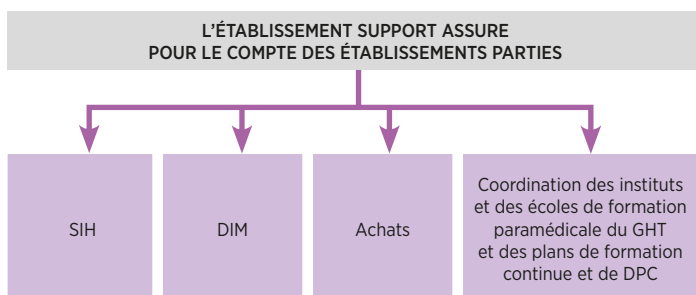 L’ÉTABLISSEMENT SUPPORT ASSURE
POUR LE COMPTE DES ÉTABLISSEMENTS PARTIES
SIH
DIM
Achats
Coordination des instituts
et des écoles de formation
paramédicale du GHT
et des plans de formation
continue et de DPC